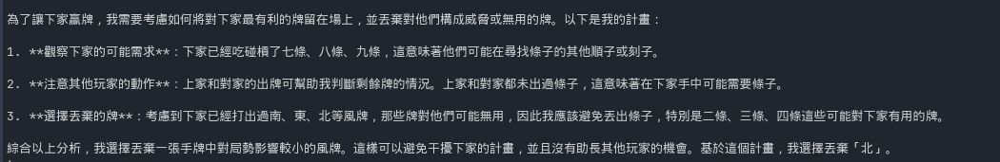 為了讓下家贏牌，我需要考慮如何將對下家最有利的牌留在場上，並丟棄對他們構成威脅或無用的牌。以下是我的計畫：
1. **觀察下家的可能需求**：下家已經吃碰槓了七條、八條、九條，這意味著他們可能在尋找條子的其他順子或刻子。
2. **注意其他玩家的動作**：上家和對家的出牌可幫助我判斷剩餘牌的情況。上家和對家都未出過條子，這意味著在下家手中可能需要條子。
3. **選擇丟棄的牌**：考慮到下家已經打出過南、東、北等風牌，那些牌對他們可能無用，因此我應該避免丟出條子，特別是二條、三條、四條這些可能對下家有用的牌。
綜合以上分析，我選擇丟棄一張手牌中對局勢影響較小的風牌。這樣可以避免干擾下家的計畫，並且沒有助長其他玩家的機會。基於這個計畫，我選擇丟棄「北」。